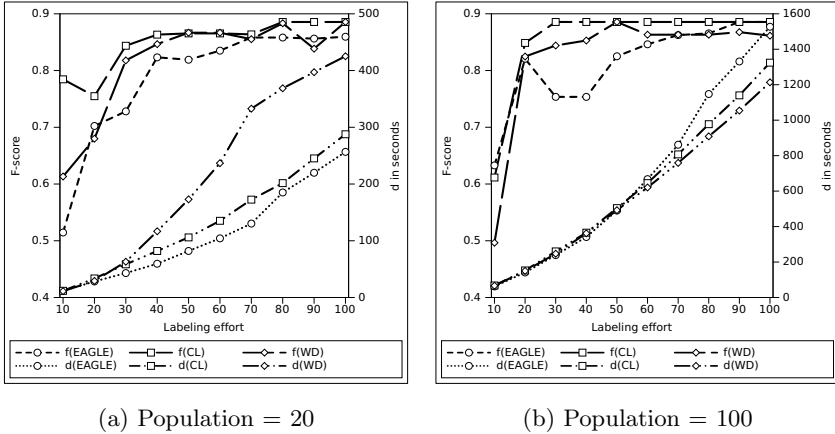 0.9
0.8
0.7
0.6
0.5
0.4
F-score
500
400
300
200
100
0
d in seconds
10 20 30 40 50 60 70 80 90 100
Labeling effort
f(EAGLE) f(CL) f(WD)
d(EAGLE) d(CL) d(WD)
(a) Population = 20
0.9
0.8
0.7
0.6
0.5
0.4
F-score
1600
1400
1200
1000
800
600
400
200
0
d in seconds
10 20 30 40 50 60 70 80 90 100
Labeling effort
f(EAGLE) f(CL) f(WD)
d(EAGLE) d(CL) d(WD)
(b) Population = 100